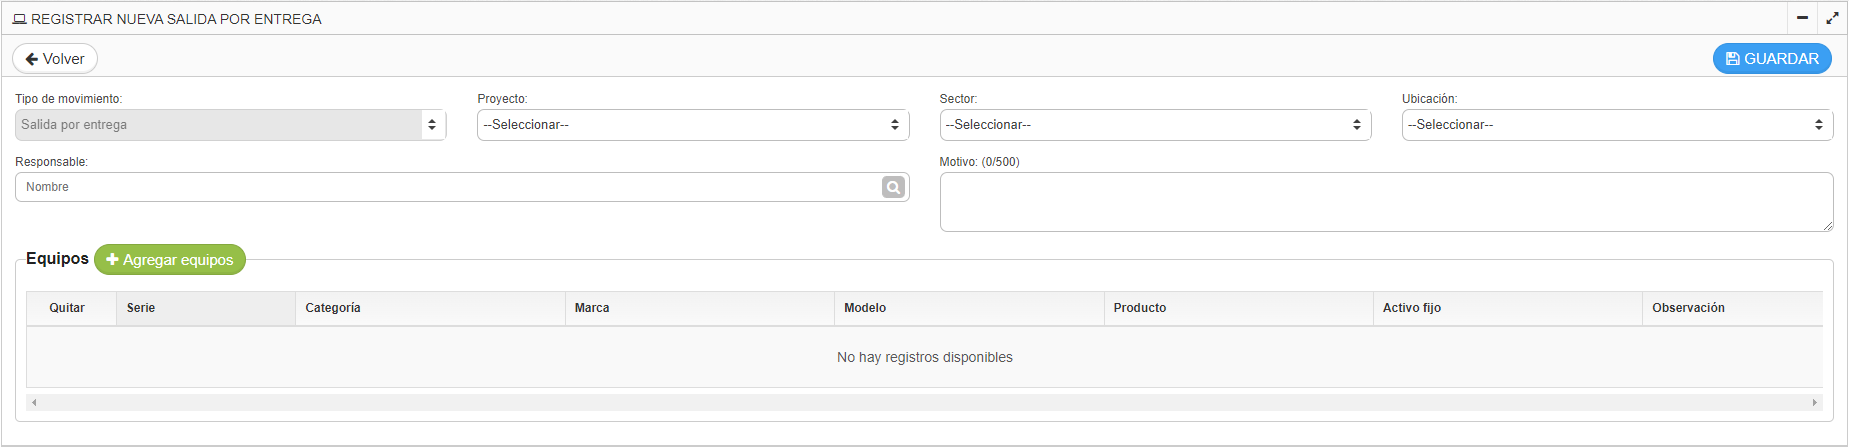 REGISTRAR NUEVA SALIDA POR ENTREGA
Volver
GUARDAR
Tipo de movimiento:
Proyecto:
Sector:
Ubicación:
Salida por entrega
--Seleccionar--
--Seleccionar--
--Seleccionar--
Responsable:
Motivo: (0/500)
Nombre
Equipos
Agregar equipos
Quitar
Serie
Categoría
Marca
Modelo
Producto
Activo fijo
Observación
No hay registros disponibles